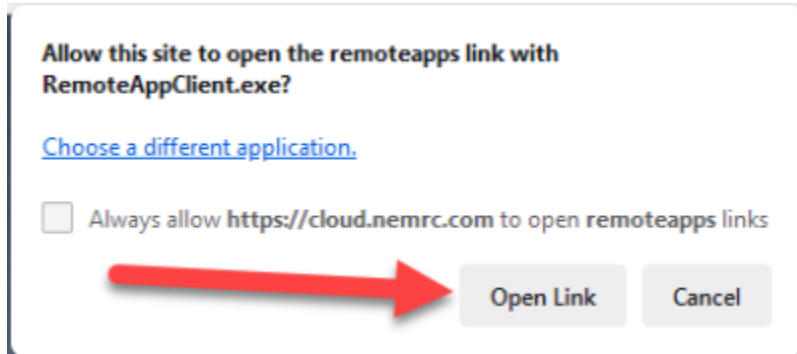 Allow this site to open the remoteapps link with
RemoteAppClient.exe?
Choose a different application.
Always allow https://cloud.nemrc.com to open remoteapps links
Open Link Cancel